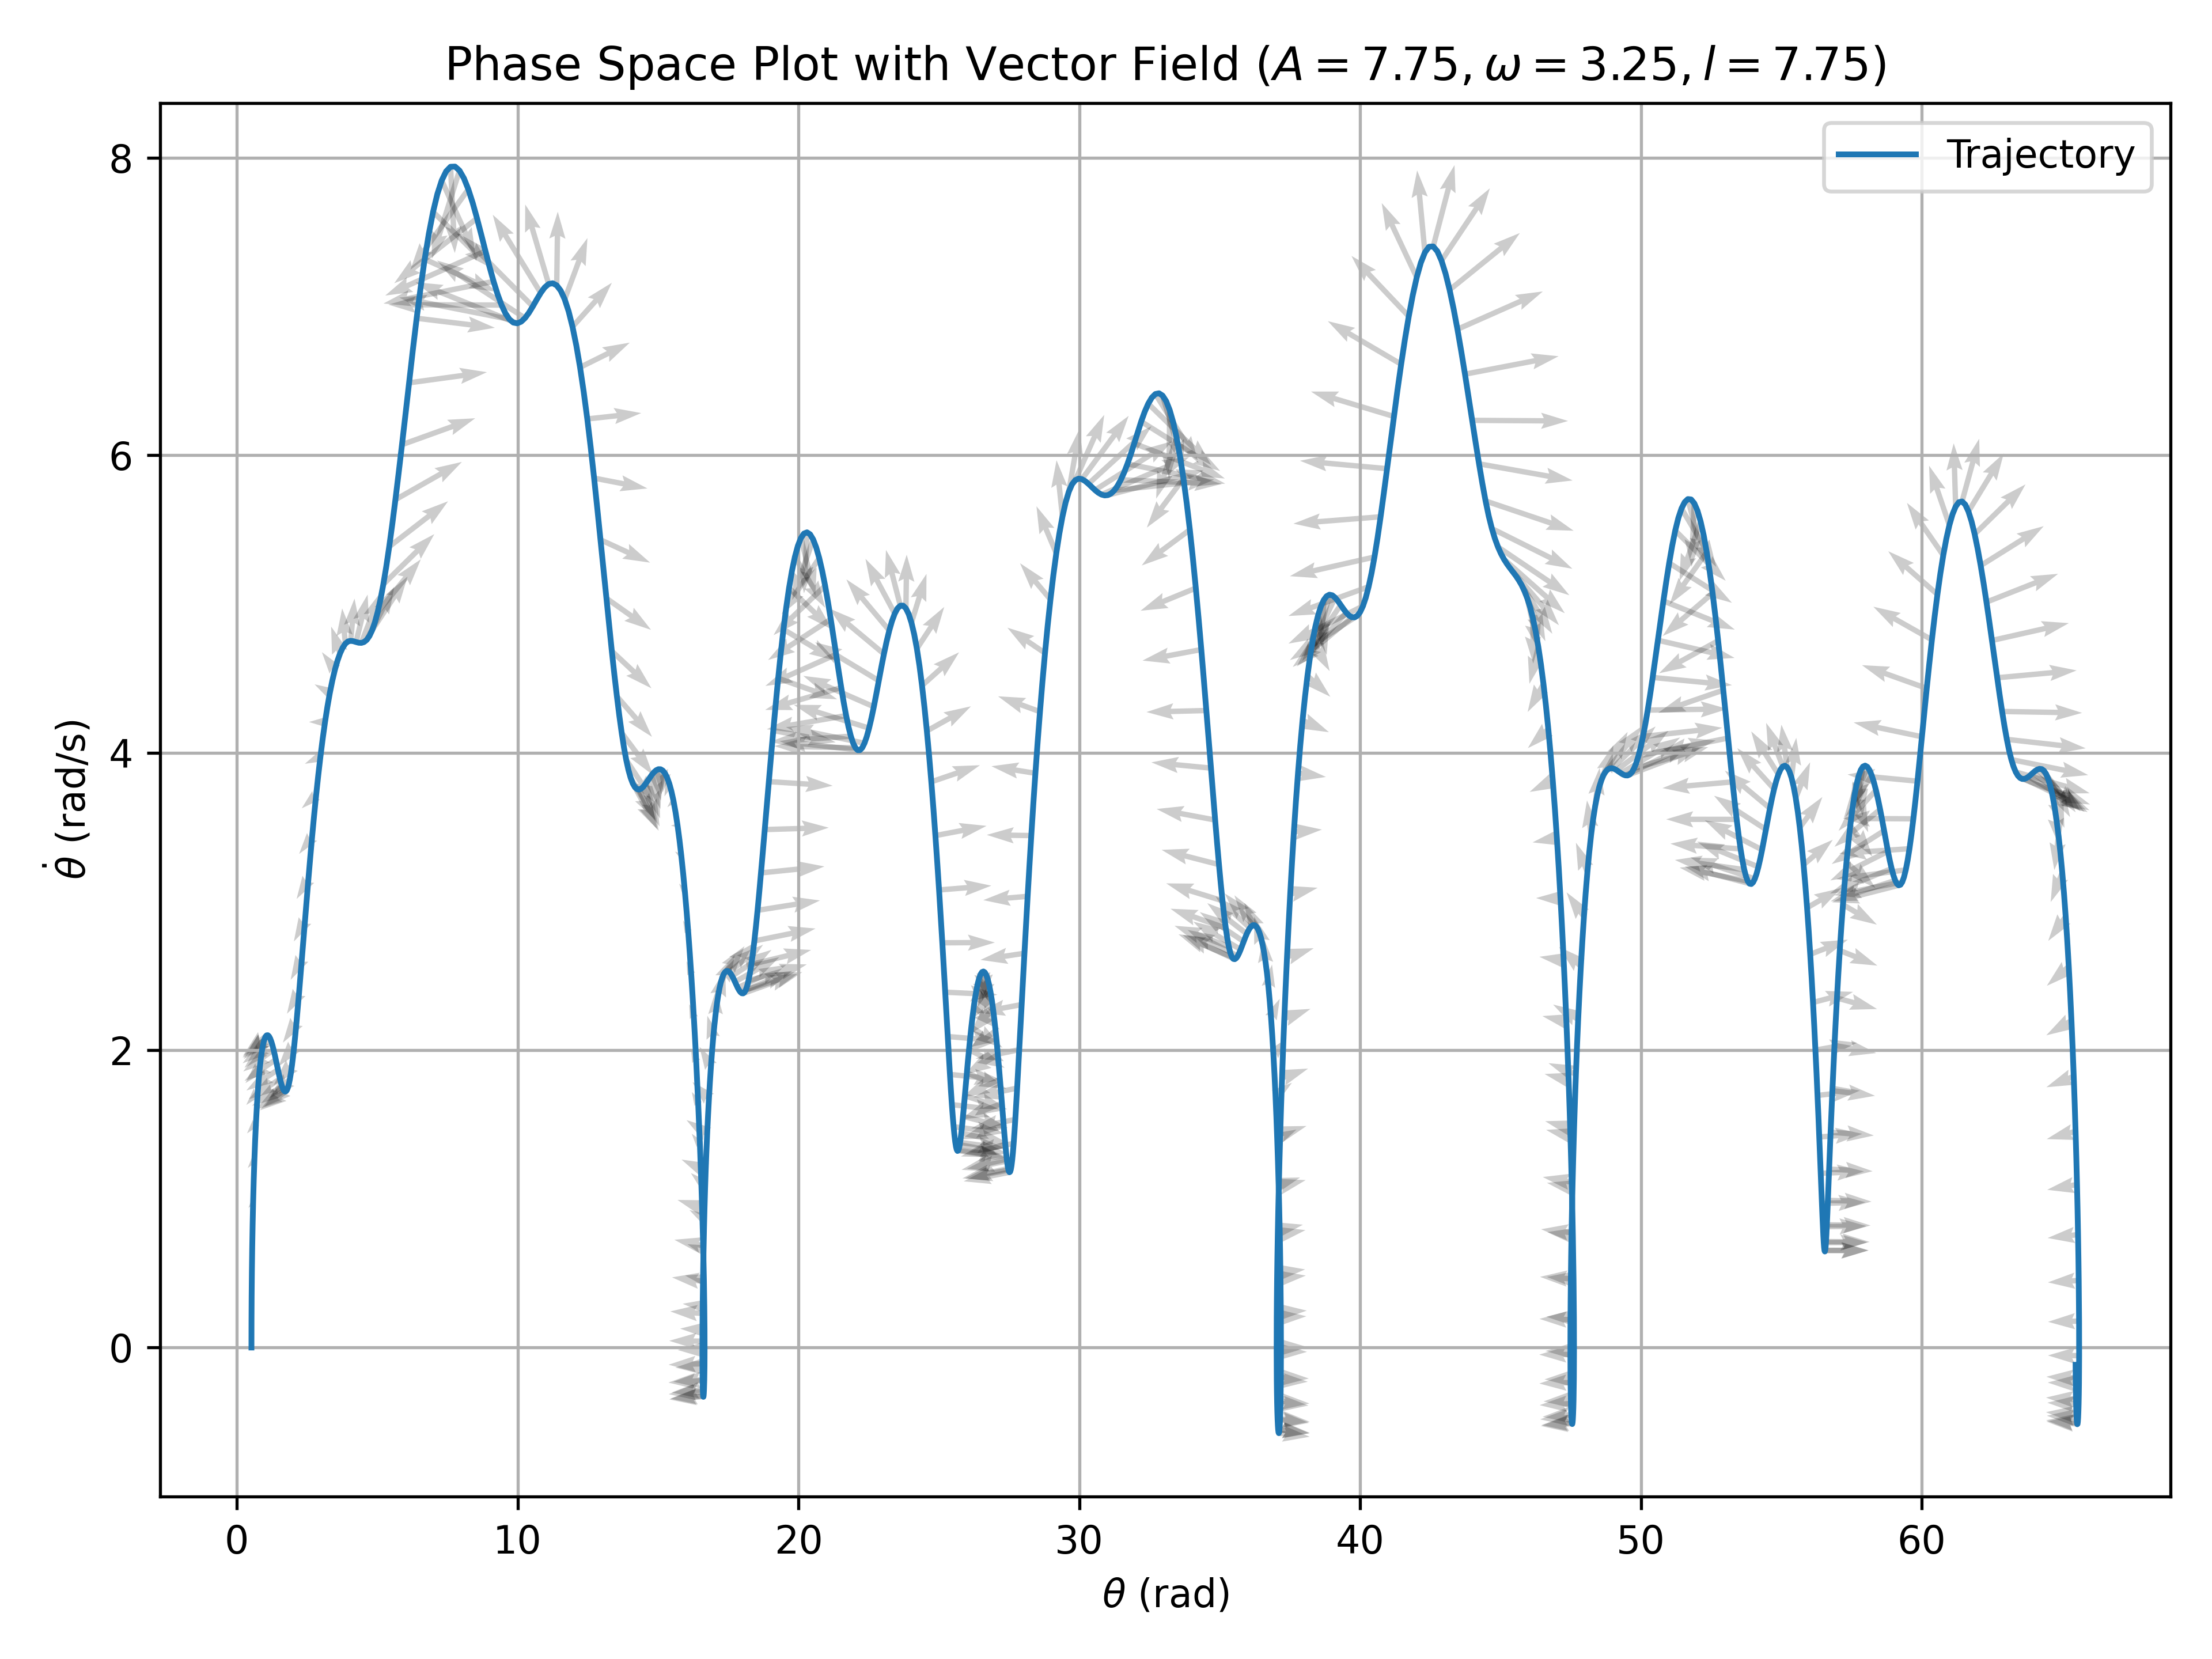 Phase Space Plot with Vector Field (A = 7.75, ω = 3.25, l = 7.75)
Trajectory
8
6
4
2
0
θ̇ (rad/s)
0 10 20 30 40 50 60
θ (rad)